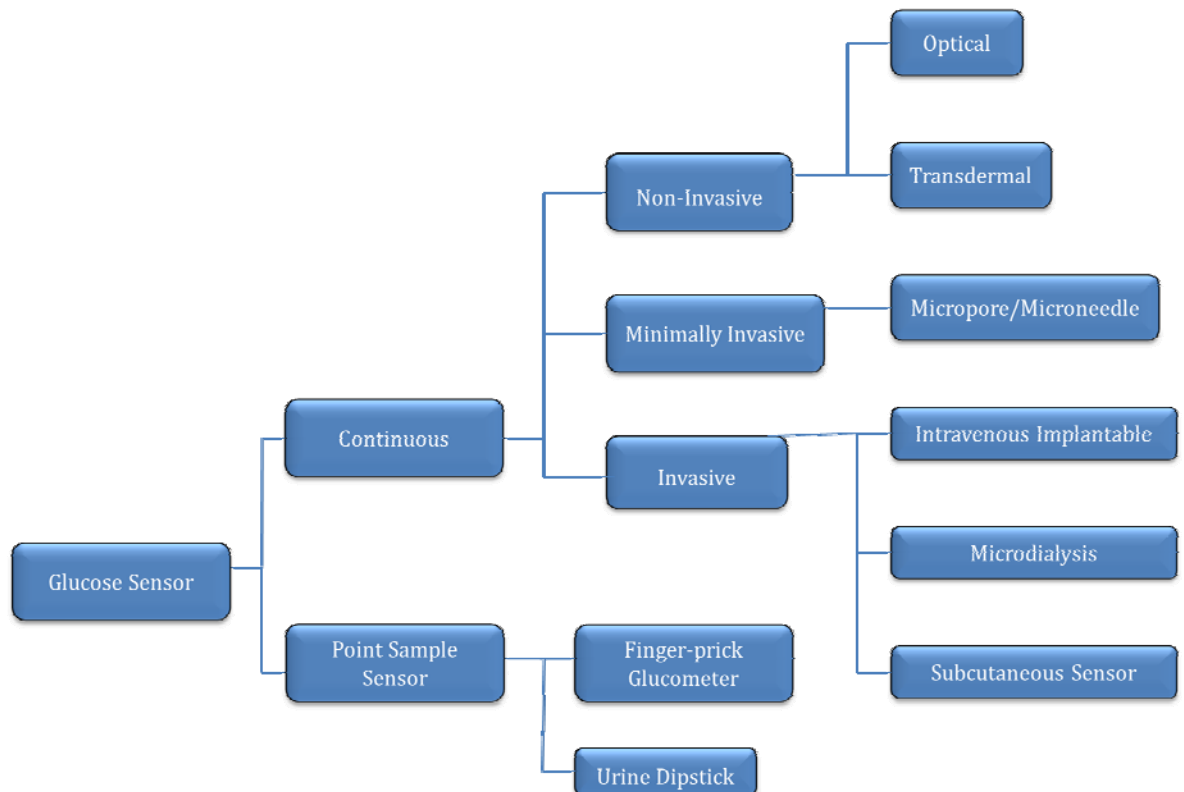 Optical
Transdermal
Non-Invasive
Micropore/Microneedle
Minimally Invasive
Intravenous Implantable
Continuous
Invasive
Microdialysis
Glucose Sensor
Point Sample
Sensor
Finger-prick
Glucometer
Subcutaneous Sensor
Urine Dipstick